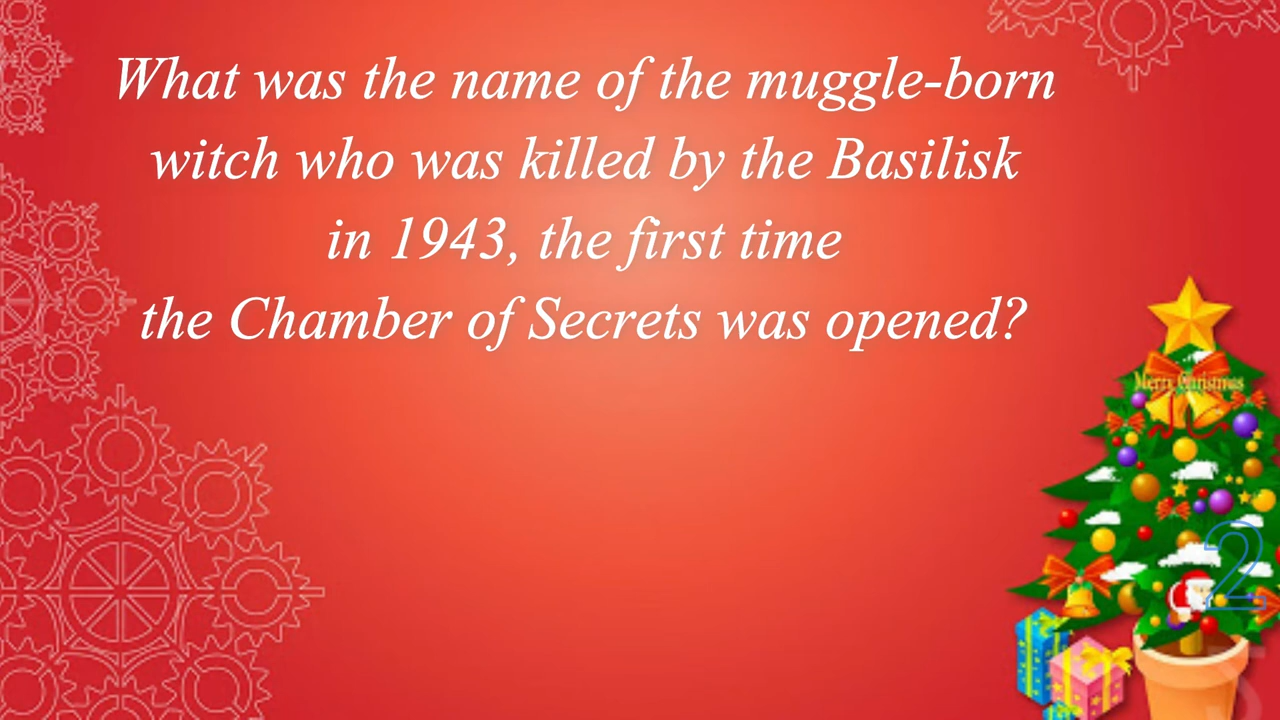 What was the name of the muggle-born
witch who was killed by the Basilisk
in 1943, the first time
the Chamber of Secrets was opened?
Merry Christmas
2